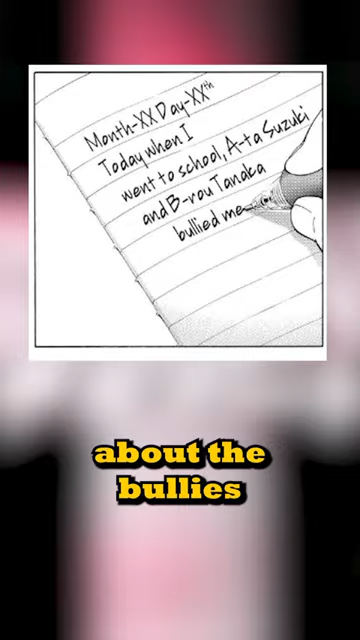 Month-XX Day-XXth
Today when I
went to school, A-ta Suzuki
and B-rou Tanaka
bullied me
about the
bullies